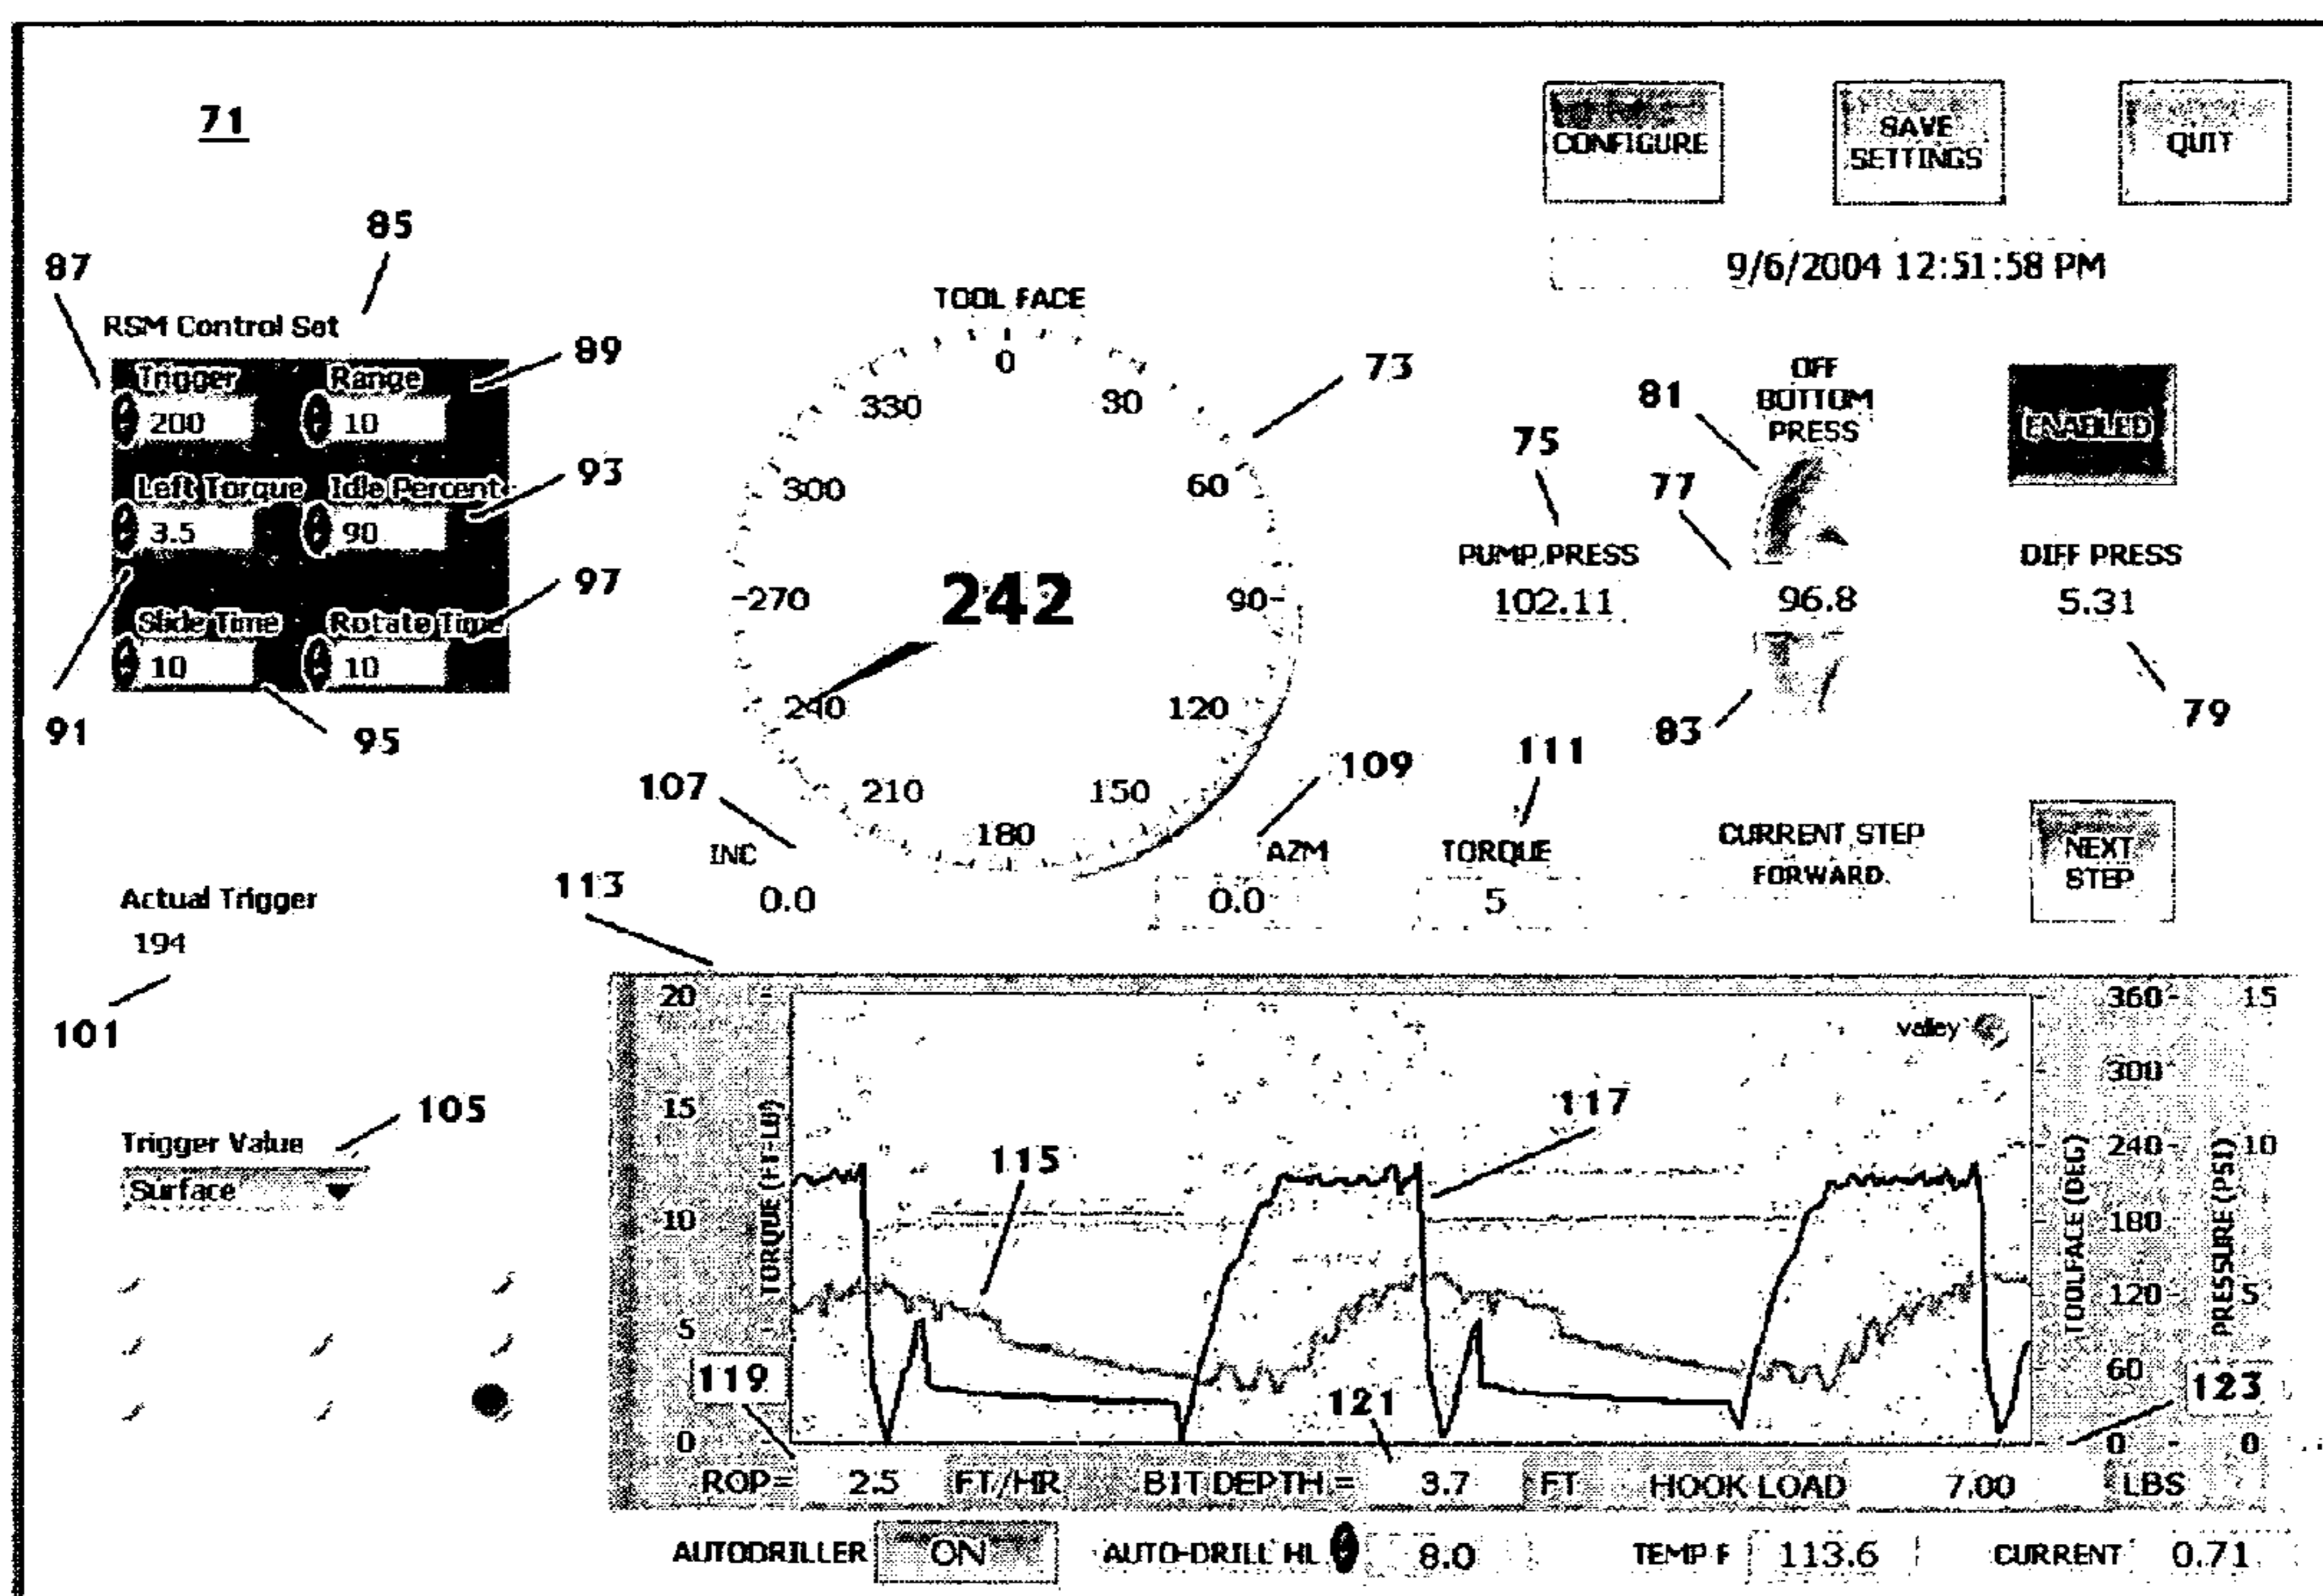 71
CONFIGURE
SAVE SETTINGS
QUIT
9/6/2004 12:51:58 PM
85
87
RSM Control Set
89
Trigger
Range
200
10
93
Left Torque
Idle Percent
3.5
90
97
Slide Time
Rotate Time
10
10
91
95
TOOL FACE
0
30
60
90
120
150
180
210
240
270
300
330
242
73
75
PUMP PRESS
102.11
81
OFF
BOTTOM
PRESS
77
96.8
83
ENABLED
DIFF PRESS
5.31
79
107
INC
0.0
109
AZM
0.0
111
TORQUE
5
CURRENT STEP
FORWARD
NEXT
STEP
Actual Trigger
194
101
105
Trigger Value
Surface
113
20
15
10
5
0
TORQUE (FT-LB)
valley
115
117
119
121
123
360
300
240
180
120
60
0
TOOLFACE (DEG)
15
10
5
0
PRESSURE (PSI)
ROP= 2.5 FT/HR BIT DEPTH = 3.7 FT HOOK LOAD 7.00 LBS
AUTODRILLER ON AUTO-DRILL HL 8.0 TEMP F 113.6 CURRENT 0.71